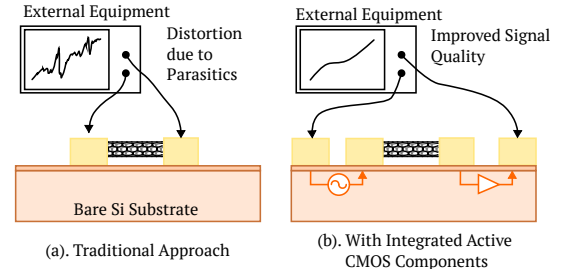 External Equipment
Distortion
due to
Parasitics
Bare Si Substrate
(a). Traditional Approach
External Equipment
Improved Signal
Quality
(b). With Integrated Active
CMOS Components